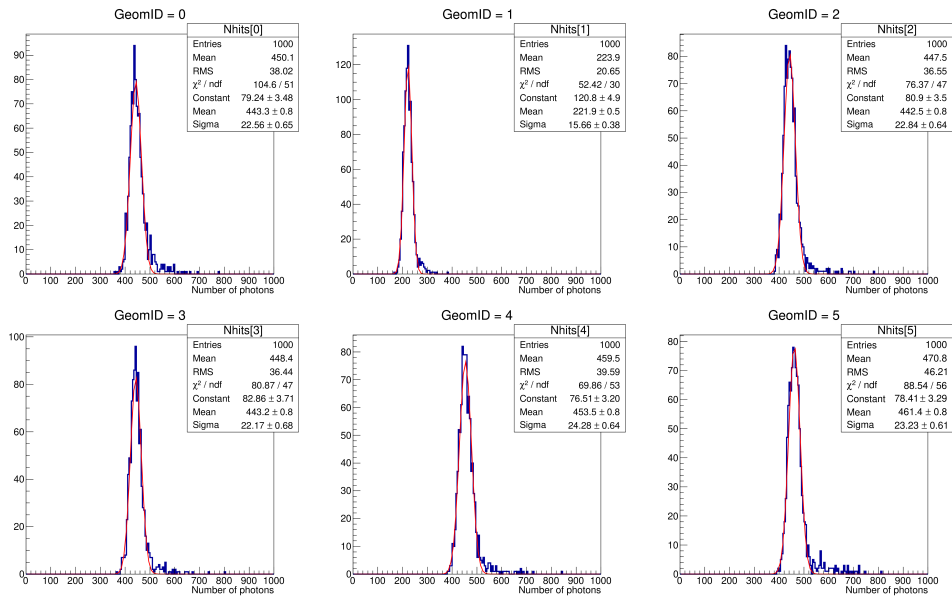 GeomID = 0
Nhits[0]
Entries 1000
Mean 450.1
RMS 38.02
χ² / ndf 104.6 / 51
Constant 79.24 ± 3.48
Mean 443.3 ± 0.8
Sigma 22.56 ± 0.65
90
80
70
60
50
40
30
20
10
0
0 100 200 300 400 500 600 700 800 900 1000
Number of photons
GeomID = 1
Nhits[1]
Entries 1000
Mean 223.9
RMS 20.65
χ² / ndf 52.42 / 30
Constant 120.8 ± 4.9
Mean 221.9 ± 0.5
Sigma 15.66 ± 0.38
120
100
80
60
40
20
0
0 100 200 300 400 500 600 700 800 900 1000
Number of photons
GeomID = 2
Nhits[2]
Entries 1000
Mean 447.5
RMS 36.55
χ² / ndf 76.37 / 47
Constant 80.9 ± 3.5
Mean 442.5 ± 0.8
Sigma 22.84 ± 0.64
80
70
60
50
40
30
20
10
0
0 100 200 300 400 500 600 700 800 900 1000
Number of photons
GeomID = 3
Nhits[3]
Entries 1000
Mean 448.4
RMS 36.44
χ² / ndf 80.87 / 47
Constant 82.86 ± 3.71
Mean 443.2 ± 0.8
Sigma 22.17 ± 0.68
100
80
60
40
20
0
0 100 200 300 400 500 600 700 800 900 1000
Number of photons
GeomID = 4
Nhits[4]
Entries 1000
Mean 459.5
RMS 39.59
χ² / ndf 69.86 / 53
Constant 76.51 ± 3.20
Mean 453.5 ± 0.8
Sigma 24.28 ± 0.64
80
70
60
50
40
30
20
10
0
0 100 200 300 400 500 600 700 800 900 1000
Number of photons
GeomID = 5
Nhits[5]
Entries 1000
Mean 470.8
RMS 46.21
χ² / ndf 88.54 / 56
Constant 78.41 ± 3.29
Mean 461.4 ± 0.8
Sigma 23.23 ± 0.61
80
70
60
50
40
30
20
10
0
0 100 200 300 400 500 600 700 800 900 1000
Number of photons